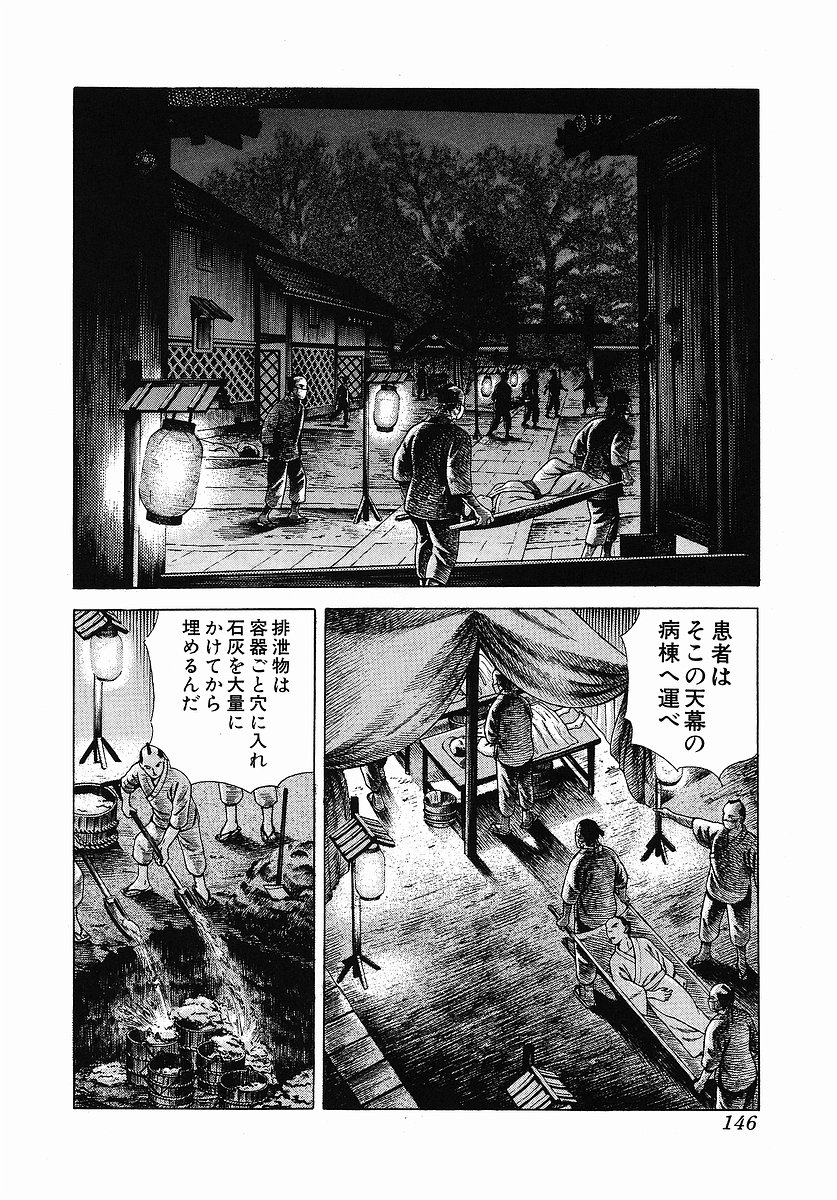 患者は
そこの天幕の
病棟へ運べ
排泄物は
容器ごと穴に入れ
石灰を大量に
かけてから
埋めるんだ
146